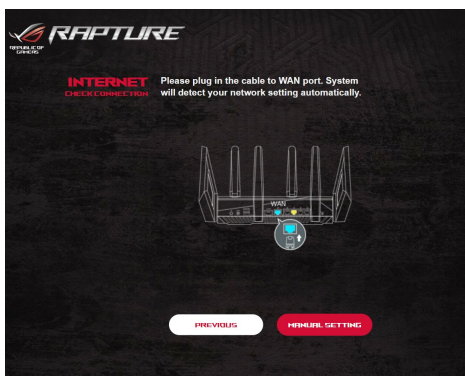 REPUBLIC OF
GAMERS
RAPTURE
INTERNET
CHECK CONNECTION
Please plug in the cable to WAN port. System
will detect your network setting automatically.
WAN
PREVIOUS
MANUAL SETTING